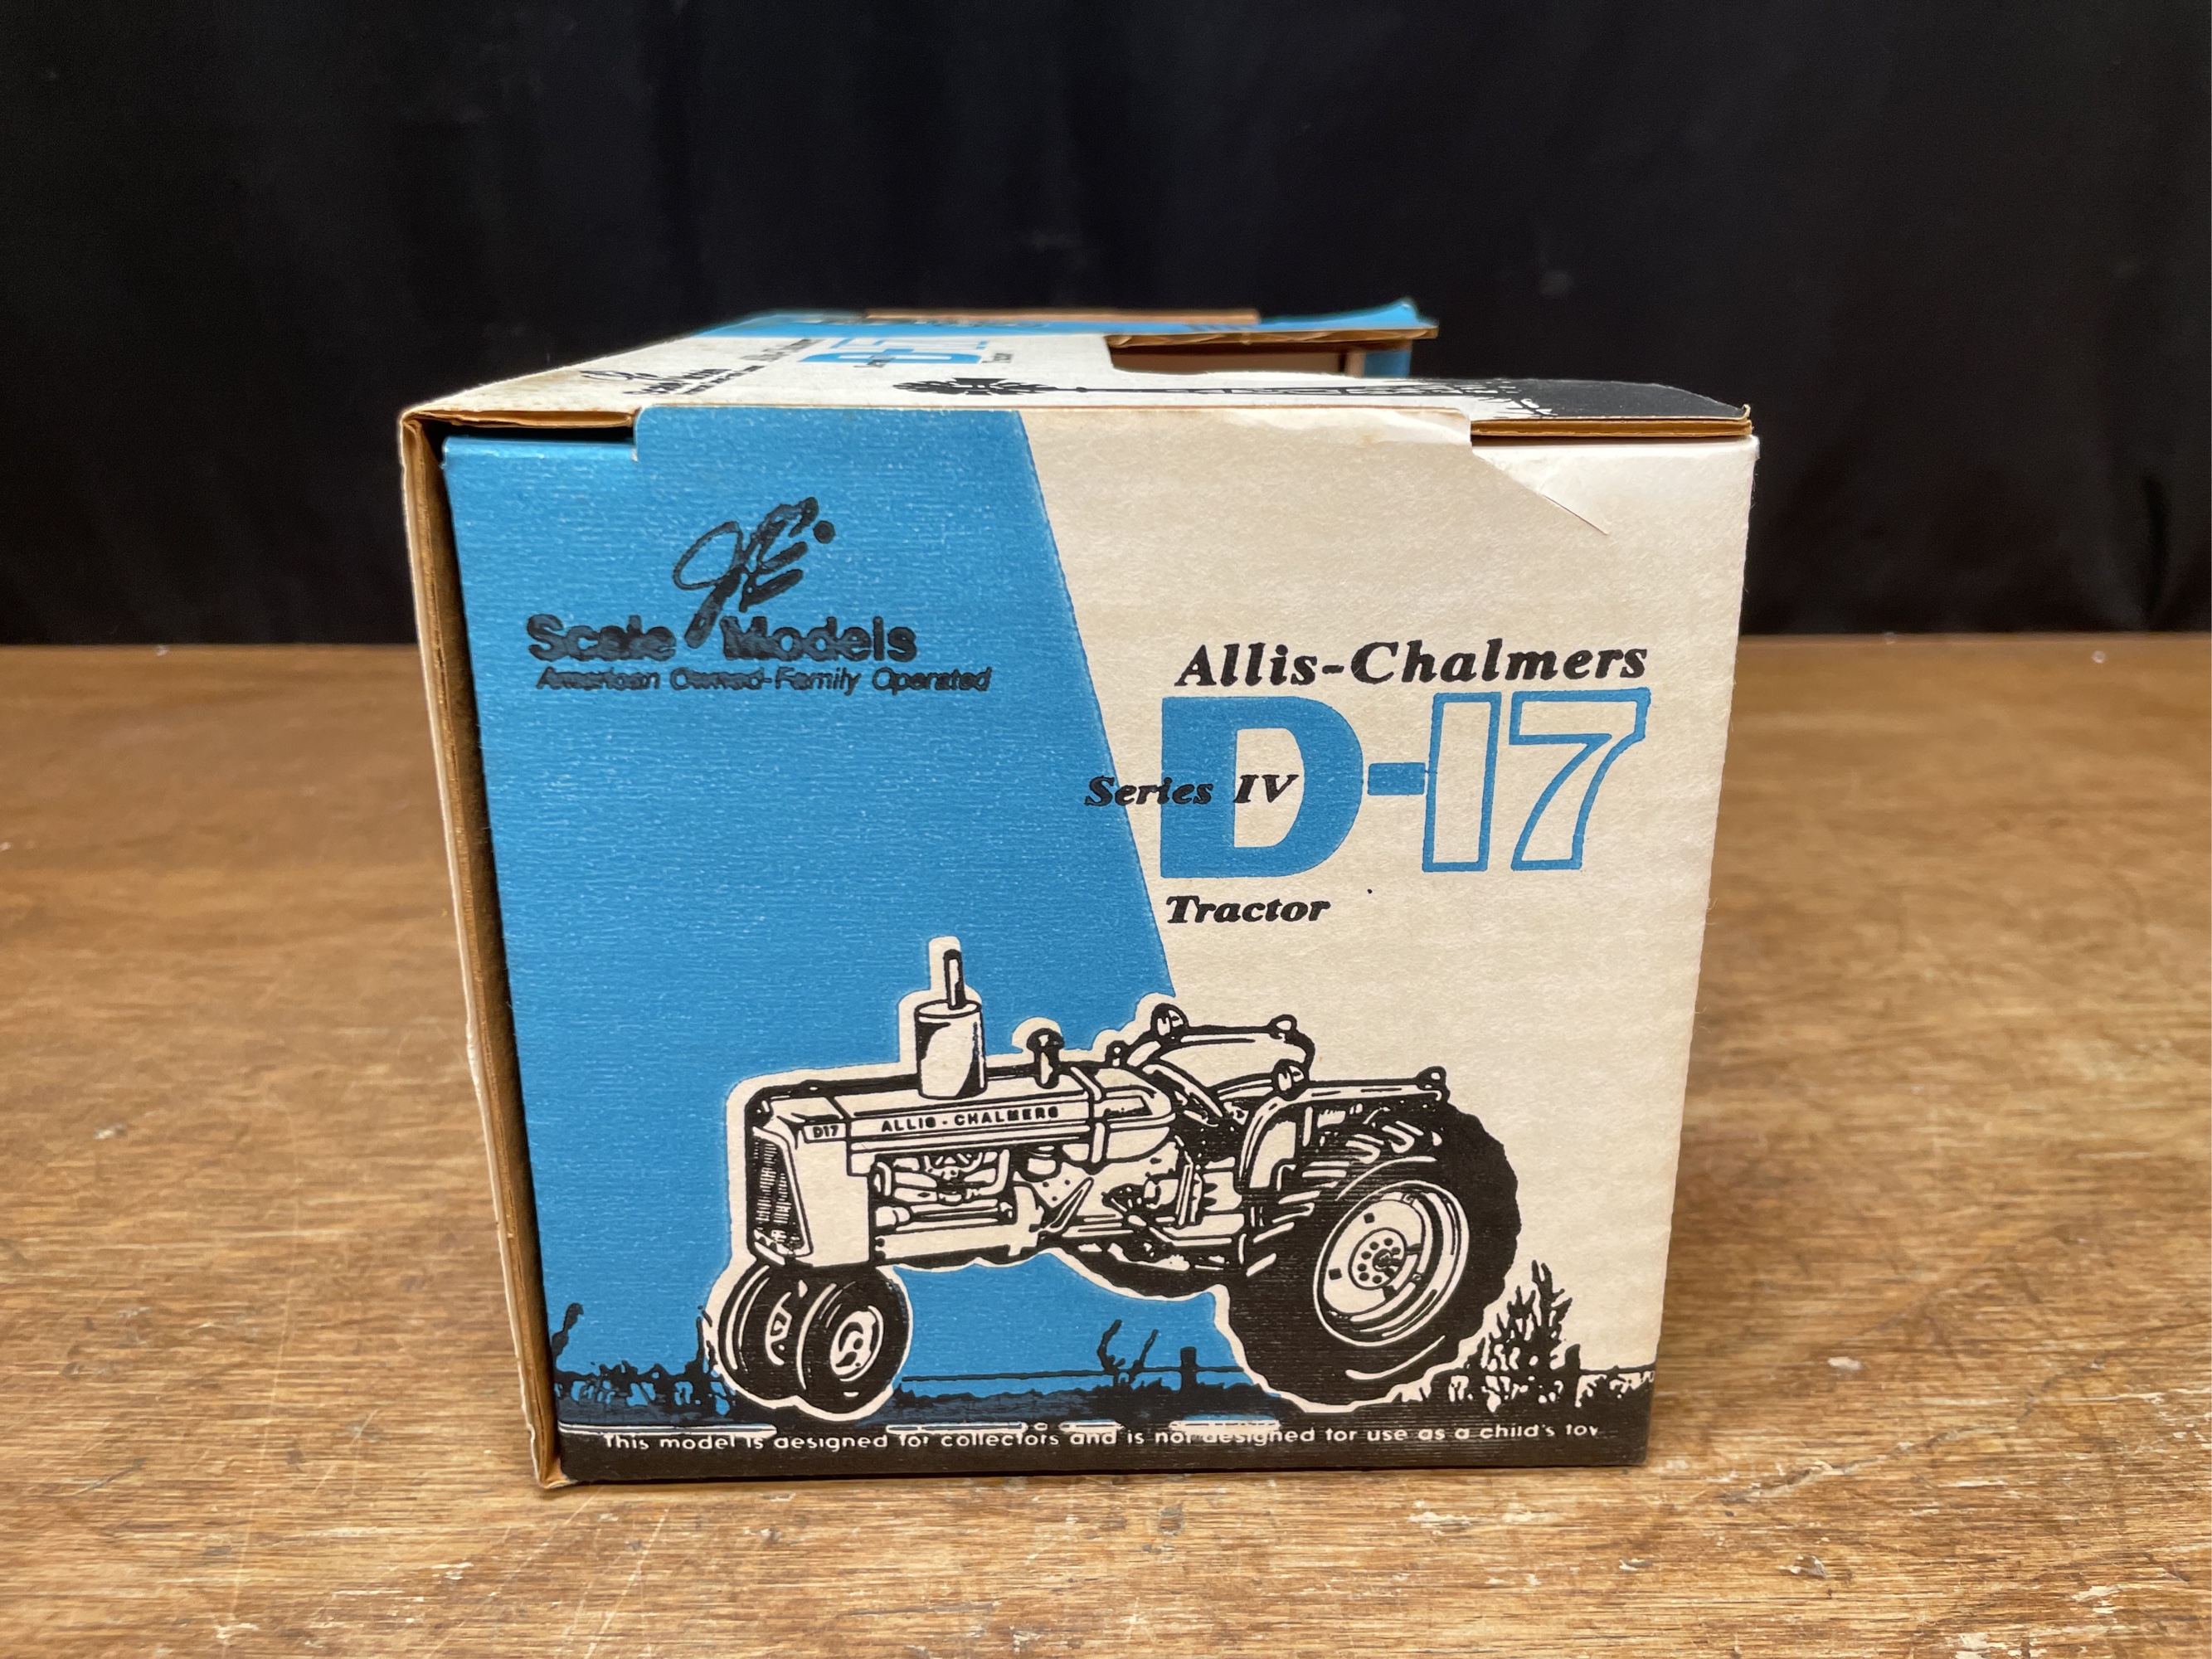 JE
Scale Models
American Owned-Family Operated
Allis-Chalmers
D-17
Series IV
Tractor
D17
ALLIS-CHALMERS
This model is designed for collectors and is not designed for use as a child's toy